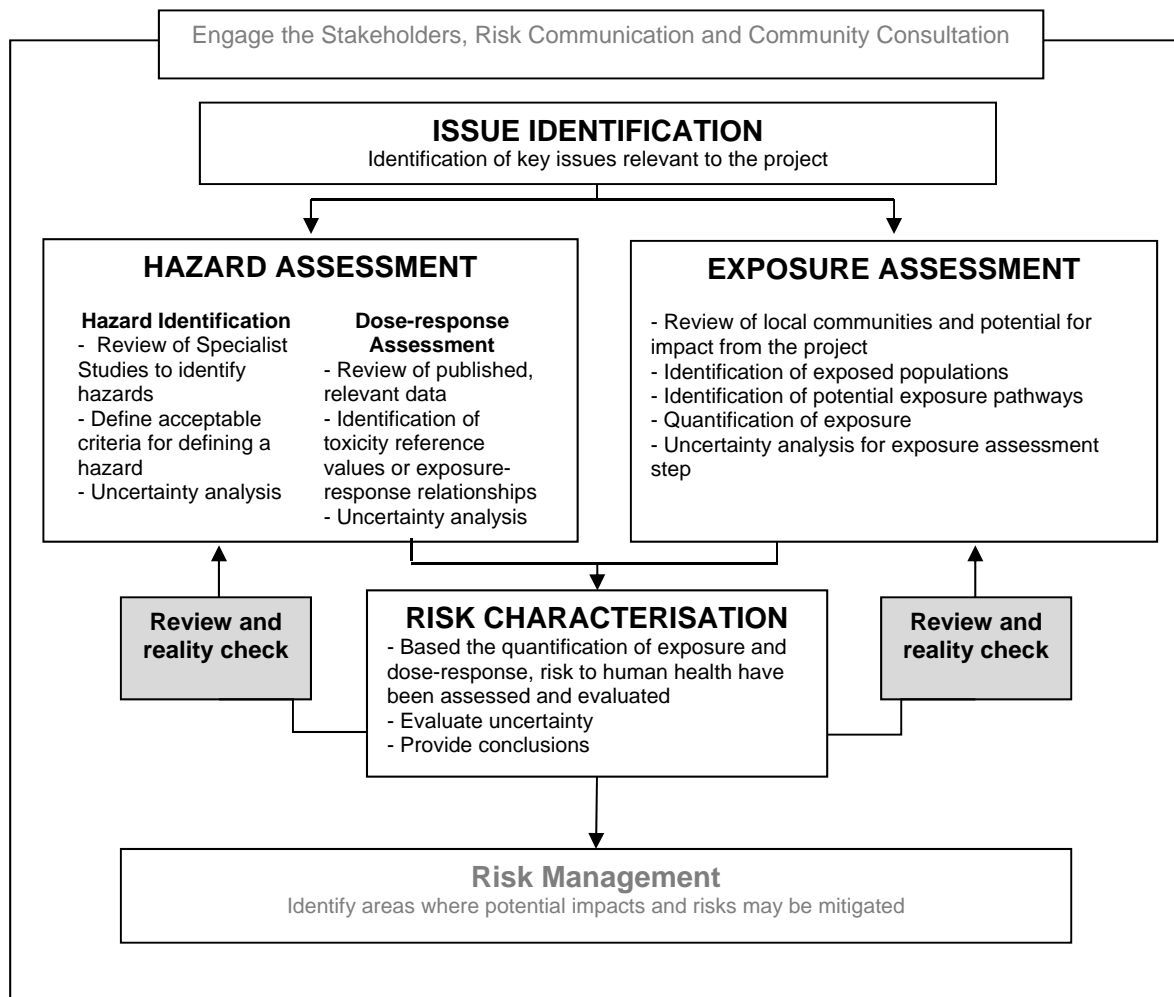 Engage the Stakeholders, Risk Communication and Community Consultation
ISSUE IDENTIFICATION
Identification of key issues relevant to the project
HAZARD ASSESSMENT
Hazard Identification
- Review of Specialist
Studies to identify
hazards
- Define acceptable
criteria for defining a
hazard
- Uncertainty analysis
Dose-response
Assessment
- Review of published,
relevant data
- Identification of
toxicity reference
values or exposure-
response relationships
- Uncertainty analysis
EXPOSURE ASSESSMENT
- Review of local communities and potential for
impact from the project
- Identification of exposed populations
- Identification of potential exposure pathways
- Quantification of exposure
- Uncertainty analysis for exposure assessment
step
Review and
reality check
RISK CHARACTERISATION
- Based the quantification of exposure and
dose-response, risk to human health have
been assessed and evaluated
- Evaluate uncertainty
- Provide conclusions
Review and
reality check
Risk Management
Identify areas where potential impacts and risks may be mitigated